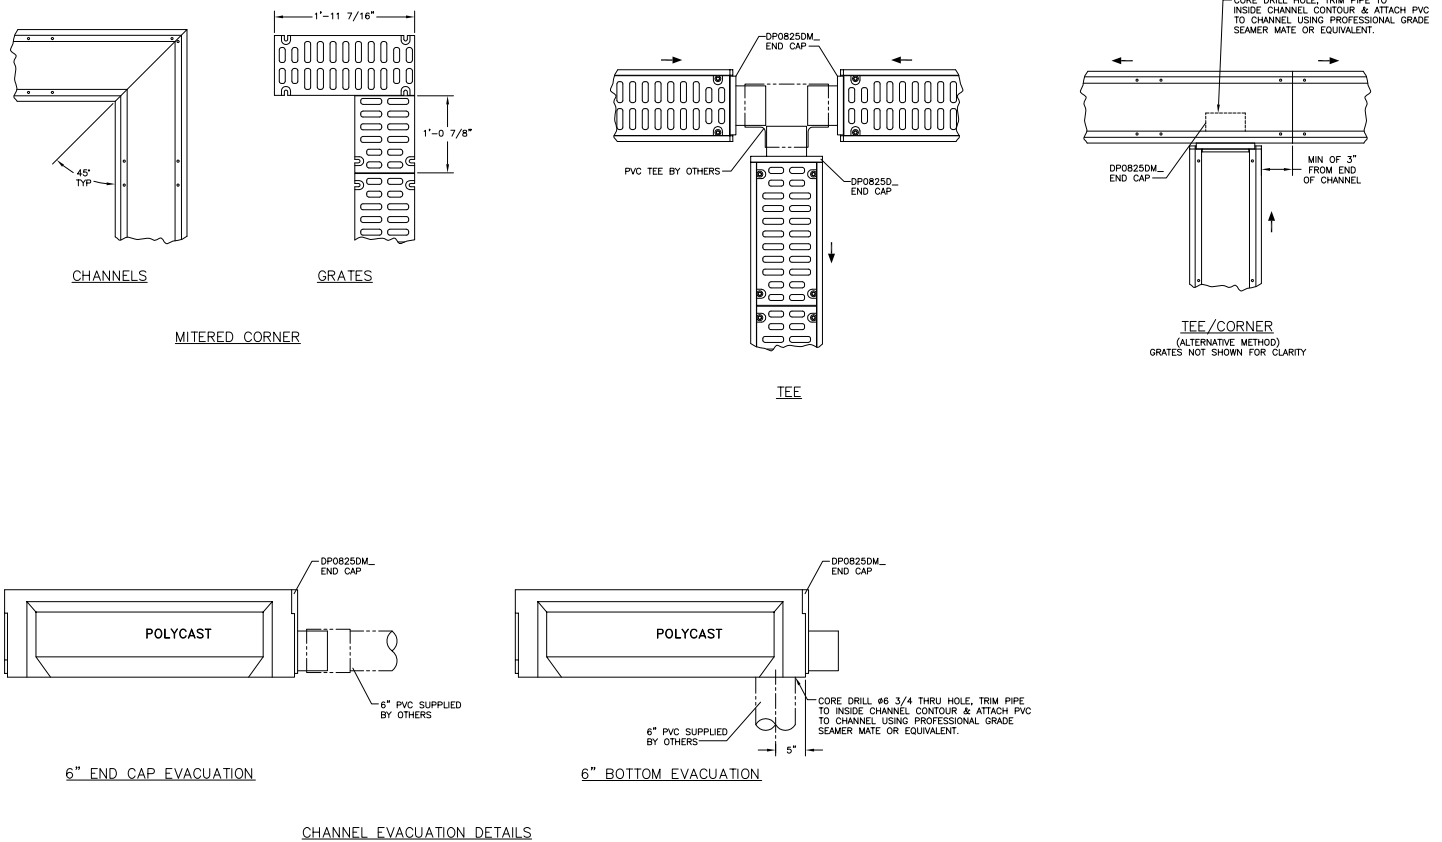 1'-11 7/16"
1'-0 7/8"
45°
TYP
CHANNELS
GRATES
MITERED CORNER
DP0825DM_
END CAP
PVC TEE BY OTHERS
DP0825D_
END CAP
TEE
CORE DRILL HOLE, TRIM PIPE TO
INSIDE CHANNEL CONTOUR & ATTACH PVC
TO CHANNEL USING PROFESSIONAL GRADE
SEAMER MATE OR EQUIVALENT.
DP0825DM_
END CAP
MIN OF 3"
FROM END
OF CHANNEL
TEE/CORNER
(ALTERNATIVE METHOD)
GRATES NOT SHOWN FOR CLARITY
DP0825DM_
END CAP
POLYCAST
6" PVC SUPPLIED
BY OTHERS
6" END CAP EVACUATION
DP0825DM_
END CAP
POLYCAST
CORE DRILL ø6 3/4 THRU HOLE, TRIM PIPE
TO INSIDE CHANNEL CONTOUR & ATTACH PVC
TO CHANNEL USING PROFESSIONAL GRADE
SEAMER MATE OR EQUIVALENT.
6" PVC SUPPLIED
BY OTHERS
5"
6" BOTTOM EVACUATION
CHANNEL EVACUATION DETAILS